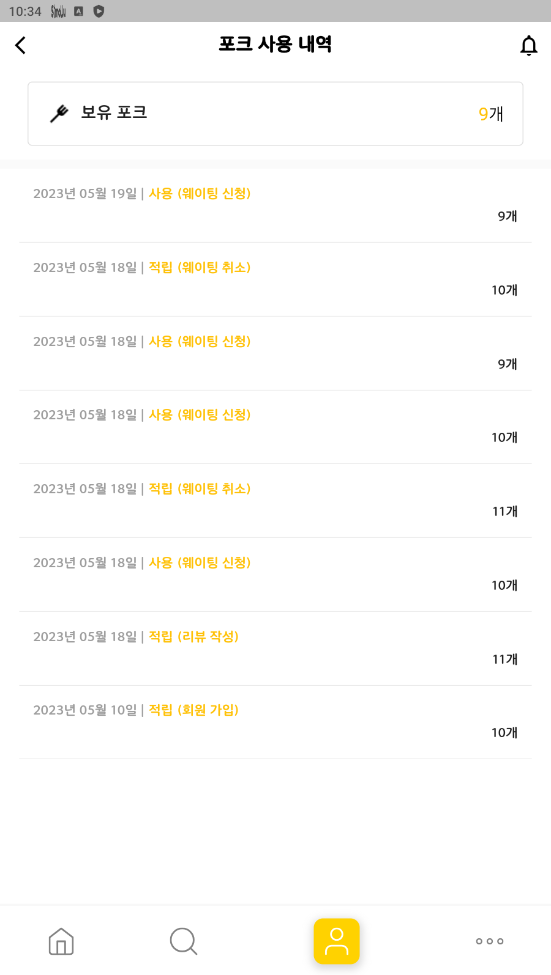 10:34
포크 사용 내역
보유 포크 9개
2023년 05월 19일 | 사용 (웨이팅 신청)
9개
2023년 05월 18일 | 적립 (웨이팅 취소)
10개
2023년 05월 18일 | 사용 (웨이팅 신청)
9개
2023년 05월 18일 | 사용 (웨이팅 신청)
10개
2023년 05월 18일 | 적립 (웨이팅 취소)
11개
2023년 05월 18일 | 사용 (웨이팅 신청)
10개
2023년 05월 18일 | 적립 (리뷰 작성)
11개
2023년 05월 10일 | 적립 (회원 가입)
10개